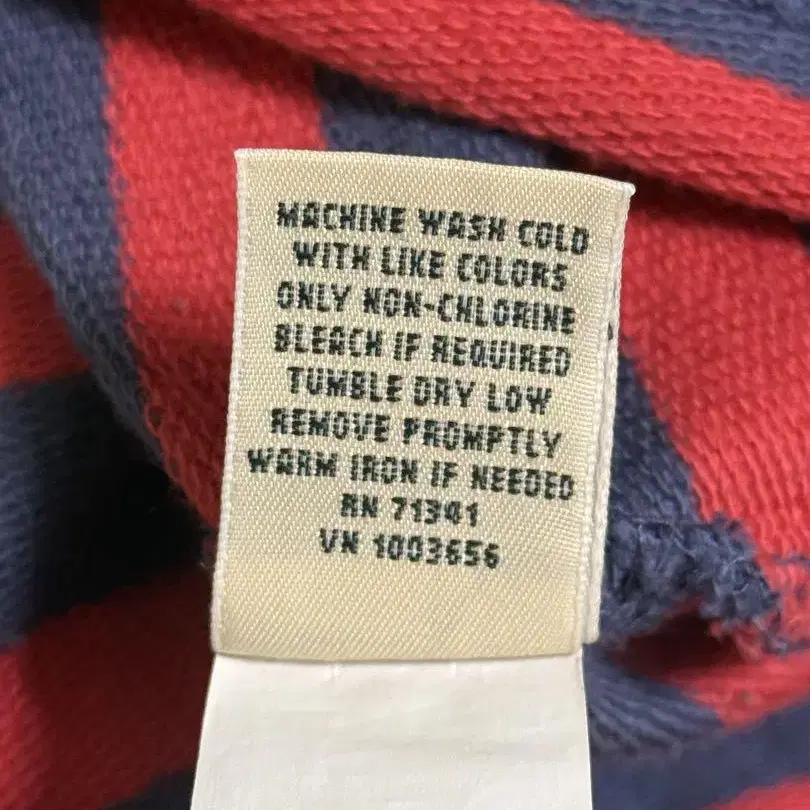 MACHINE WASH COLD
WITH LIKE COLORS
ONLY NON-CHLORINE
BLEACH IF REQUIRED
TUMBLE DRY LOW
REMOVE PROMPTLY
WARM IRON IF NEEDED
RN 71341
VN 1003656